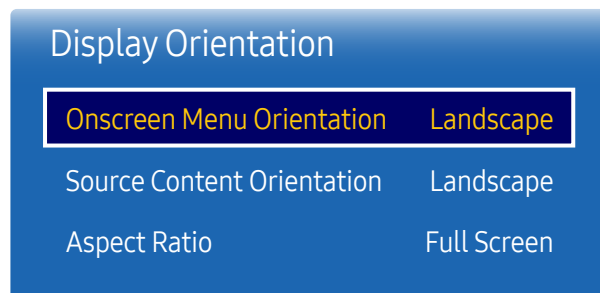 Display Orientation
Onscreen Menu Orientation Landscape
Source Content Orientation Landscape
Aspect Ratio Full Screen